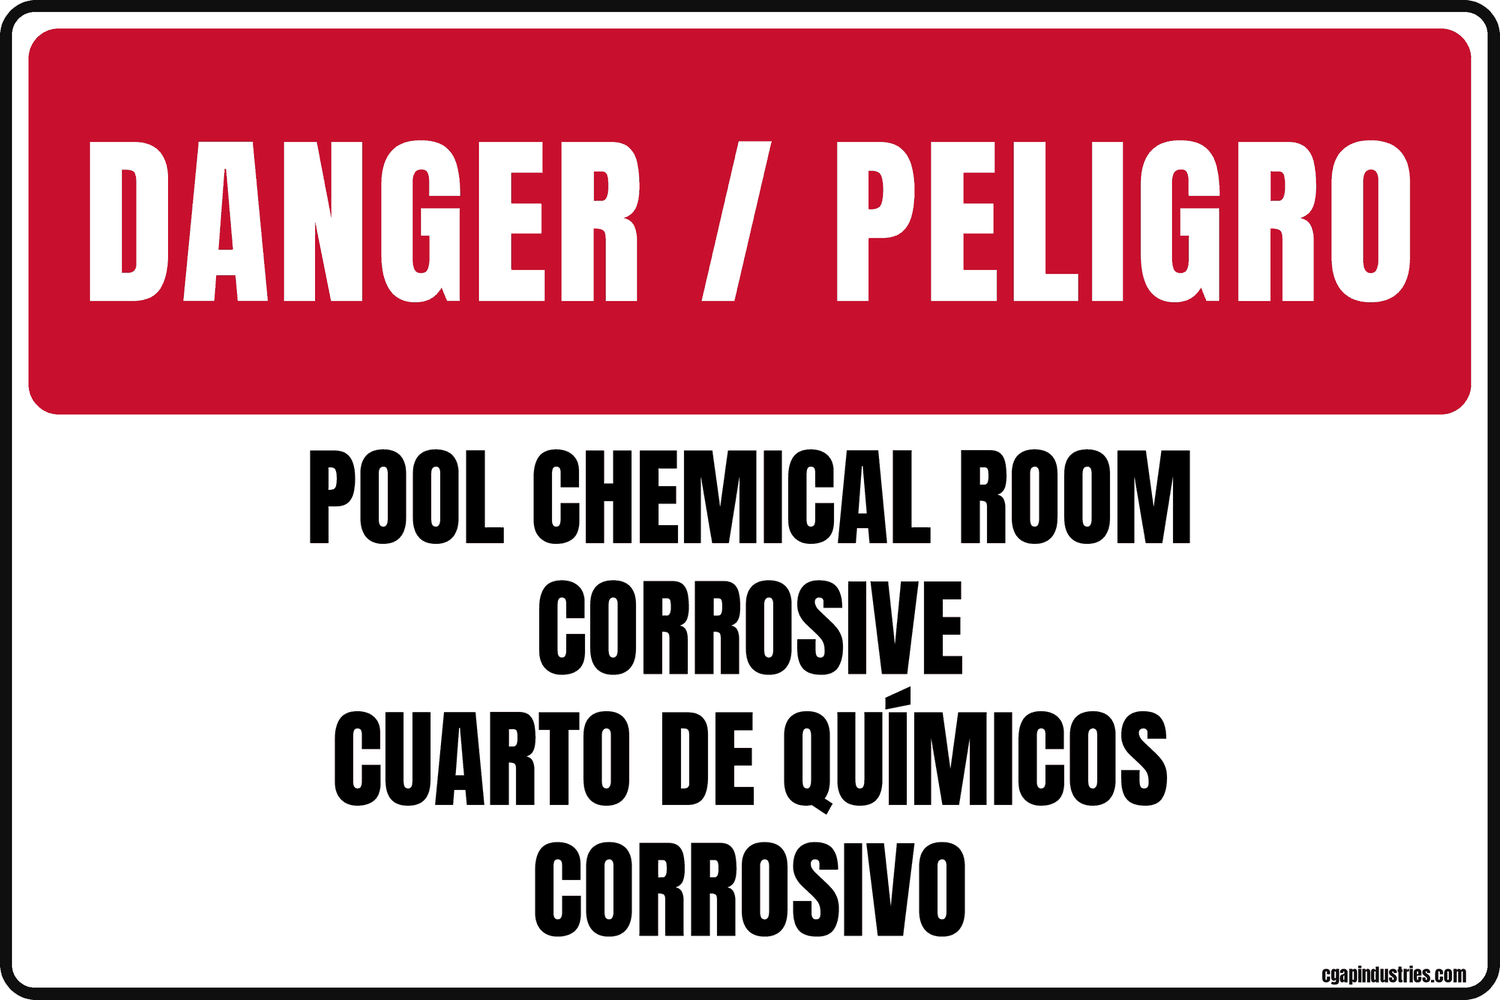 DANGER / PELIGRO
POOL CHEMICAL ROOM
CORROSIVE
CUARTO DE QUÍMICOS
CORROSIVO
cgapindustries.com